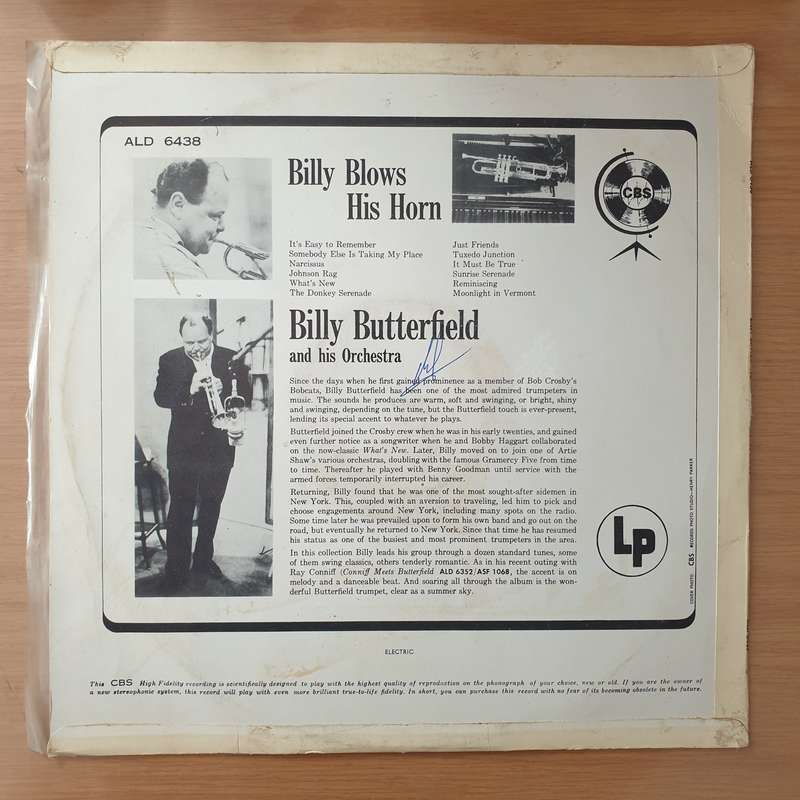 ALD 6438
Billy Blows
His Horn
CBS
It's Easy to Remember
Somebody Else Is Taking My Place
Narcissus
Johnson Rag
What's New
The Donkey Serenade
Just Friends
Tuxedo Junction
It Must Be True
Sunrise Serenade
Reminiscing
Moonlight in Vermont
Billy Butterfield
and his Orchestra
Since the days when he first gained prominence as a member of Bob Crosby's
Bobcats, Billy Butterfield has been one of the most admired trumpeters in
music. The sounds he produces are warm, soft and swinging, or bright, shiny
and swinging, depending on the tune, but the Butterfield touch is ever-present,
lending its special accent to whatever he plays.
Butterfield joined the Crosby crew when he was in his early twenties, and gained
even further notice as a songwriter when he and Bobby Haggart collaborated
on the now-classic What's New. Later, Billy moved on to join one of Artie
Shaw's various orchestras, doubling with the famous Gramercy Five from time
to time. Thereafter he played with Benny Goodman until service with the
armed forces temporarily interrupted his career.
Returning, Billy found that he was one of the most sought-after sidemen in
New York. This, coupled with an aversion to traveling, led him to pick and
choose engagements around New York, including many spots on the radio.
Some time later he was prevailed upon to form his own band and go out on the
road, but eventually he returned to New York. Since that time he has resumed
his status as one of the busiest and most prominent trumpeters in the area.
In this collection Billy leads his group through a dozen standard tunes, some
of them swing classics, others tenderly romantic. As in his recent outing with
Ray Conniff (Conniff Meets Butterfield ALD 6352/ASF 1068, the accent is on
melody and a danceable beat. And soaring all through the album is the won-
derful Butterfield trumpet, clear as a summer sky.
Lp
COVER PHOTO: CBS RECORDS PHOTO STUDIO—HENRY PARKER
ELECTRIC
This CBS High Fidelity recording is scientifically designed to play with the highest quality of reproduction on the phonograph of your choice, new or old. If you are the owner of
a new stereophonic system, this record will play with even more brilliant true-to-life fidelity. In short, you can purchase this record with no fear of its becoming obsolete in the future.